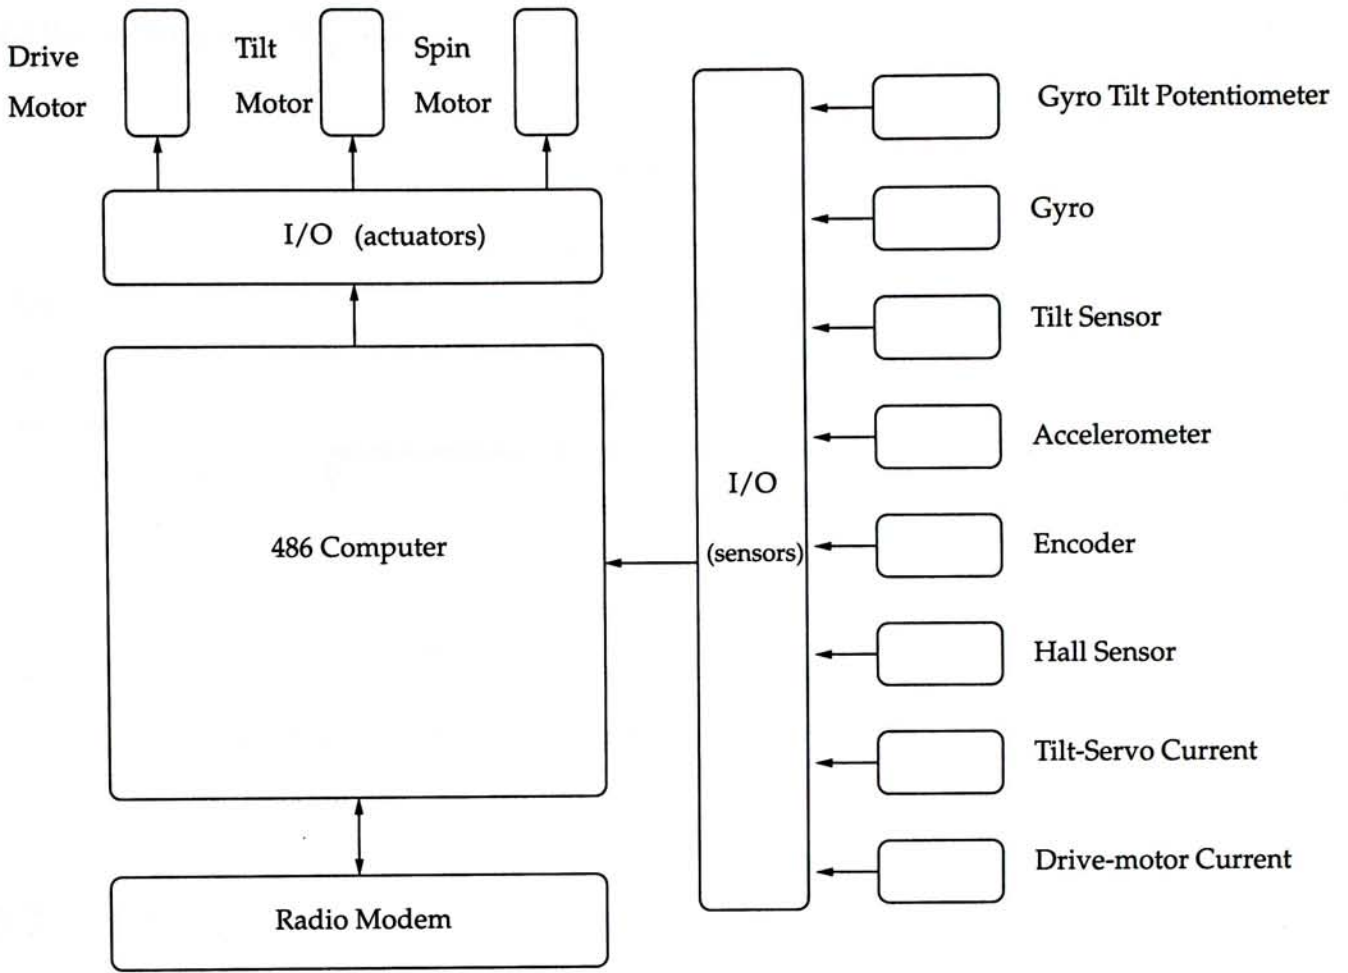 Drive
Motor
Tilt
Motor
Spin
Motor
I/O (actuators)
486 Computer
Radio Modem
I/O
(sensors)
Gyro Tilt Potentiometer
Gyro
Tilt Sensor
Accelerometer
Encoder
Hall Sensor
Tilt-Servo Current
Drive-motor Current